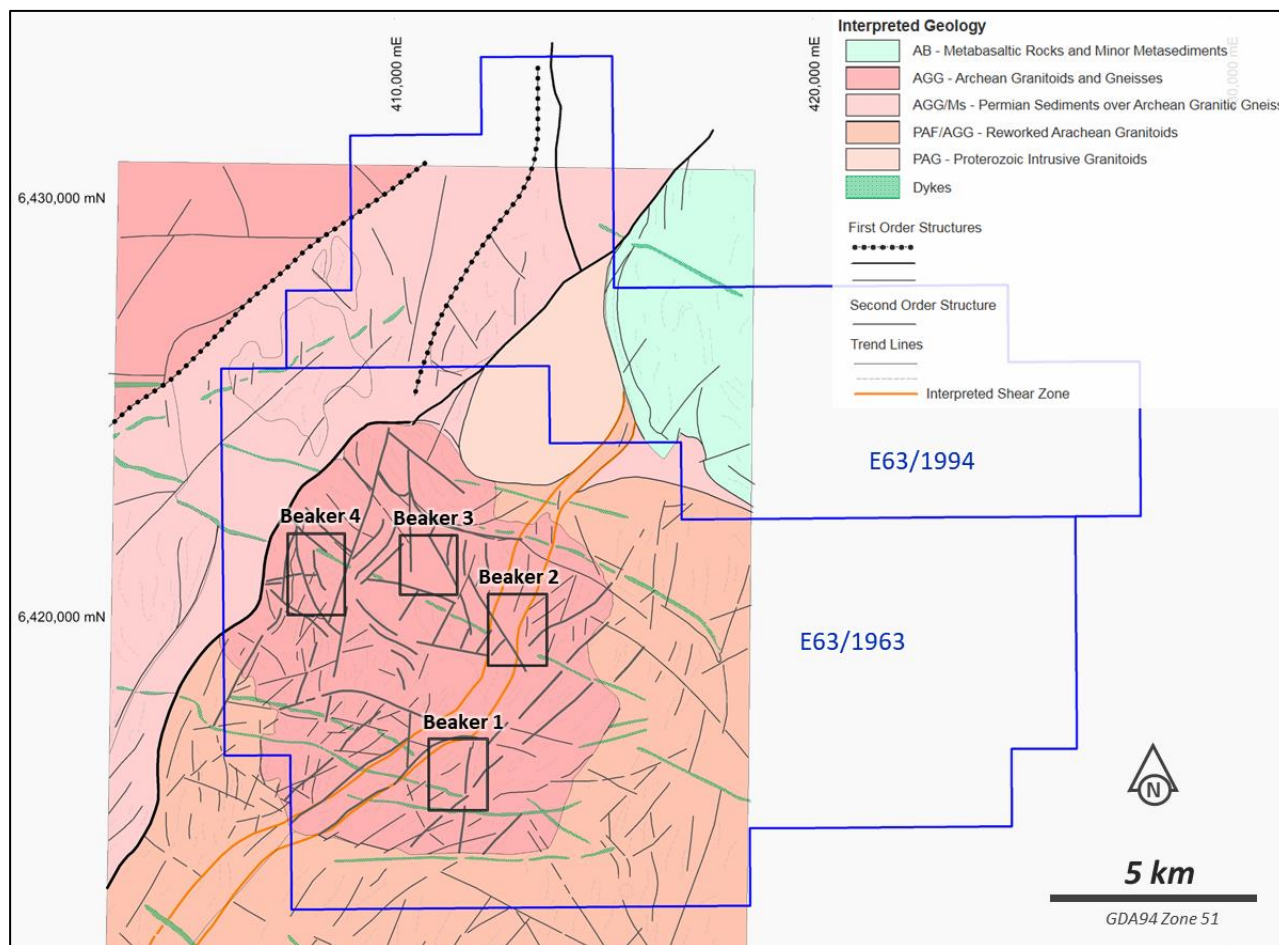 410,000 mE
420,000 mE
Interpreted Geology
AB - Metabasaltic Rocks and Minor Metasediments
AGG - Archean Granitoids and Gneisses
AGG/Ms - Permian Sediments over Archean Granitic Gneiss
PAF/AGG - Reworked Arachean Granitoids
PAG - Proterozoic Intrusive Granitoids
Dykes
First Order Structures
Second Order Structure
Trend Lines
Interpreted Shear Zone
6,430,000 mN
E63/1994
Beaker 4
Beaker 3
Beaker 2
6,420,000 mN
E63/1963
Beaker 1
N
5 km
GDA94 Zone 51